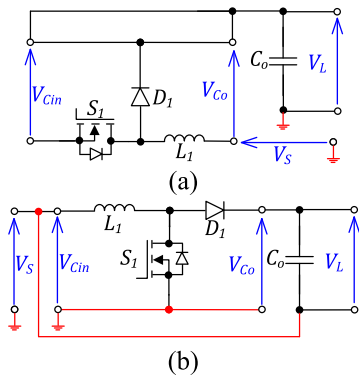 C_o
V_L
V_Cin
S_1
D_1
V_Co
L_1
V_S
(a)
L_1
D_1
V_S
V_Cin
S_1
V_Co
C_o
V_L
(b)